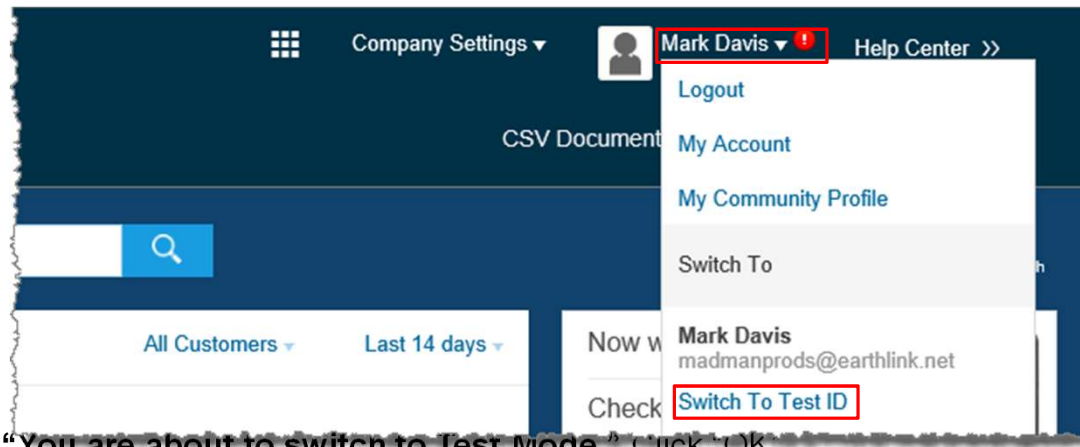 Company Settings ▾ Mark Davis ▾ ! Help Center >>
Logout
CSV Document
My Account
My Community Profile
Switch To
h
All Customers ▾ Last 14 days ▾ Now w
Mark Davis
madmanprods@earthlink.net
Check
Switch To Test ID
“You are about to switch to Test Mode.” Click “OK